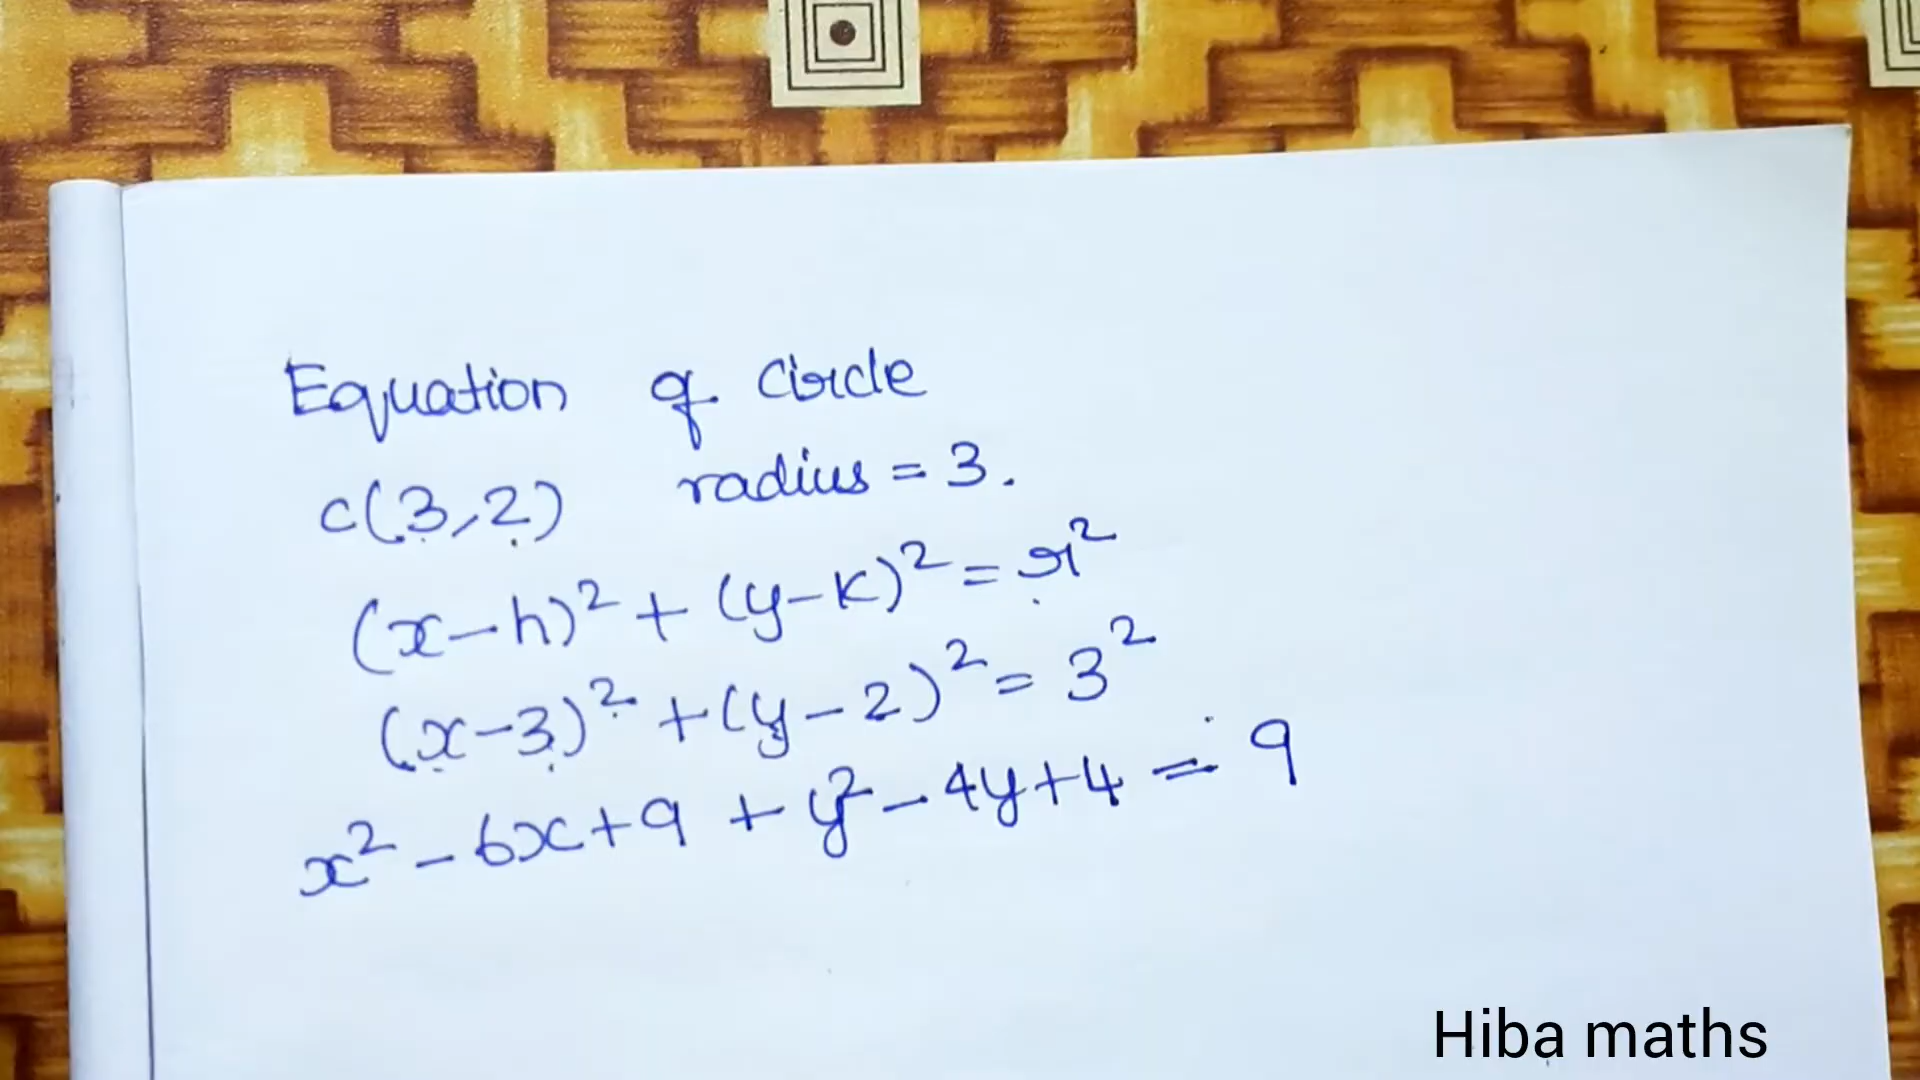 Equation of Circle
c(3,2) radius = 3.
(x-h)² + (y-k)² = r²
(x-3)² + (y-2)² = 3²
x² - 6x + 9 + y² - 4y + 4 = 9
Hiba maths